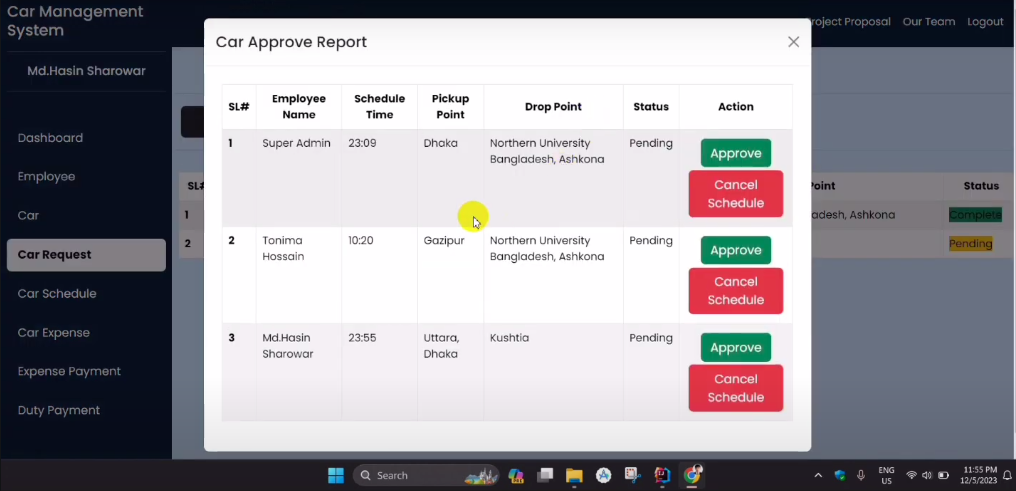 Car Management
System
Project Proposal Our Team Logout
Md.Hasin Sharowar
Dashboard
Employee
Car
Car Request
Car Schedule
Car Expense
Expense Payment
Duty Payment
Car Approve Report
SL# Employee Name Schedule Time Pickup Point Drop Point Status Action
1 Super Admin 23:09 Dhaka Northern University Bangladesh, Ashkona Pending Approve
Cancel Schedule
2 Tonima Hossain 10:20 Gazipur Northern University Bangladesh, Ashkona Pending Approve
Cancel Schedule
3 Md.Hasin Sharowar 23:55 Uttara, Dhaka Kushtia Pending Approve
Cancel Schedule
SL# Point Status
1 adesh, Ashkona Complete
2 Pending
Search
ENG
US
11:55 PM
12/5/2023